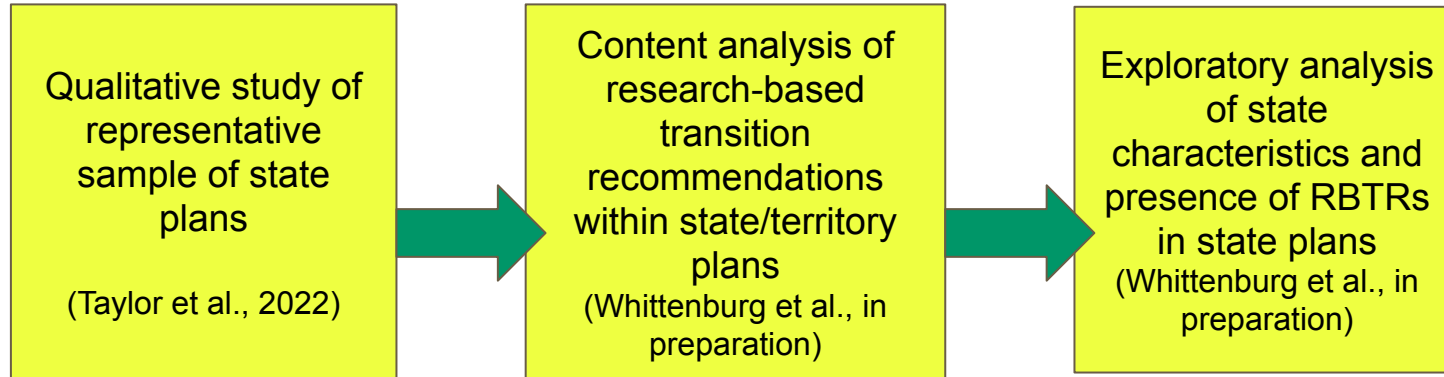 Qualitative study of
representative
sample of state
plans
(Taylor et al., 2022)
Content analysis of
research-based
transition
recommendations
within state/territory
plans
(Whittenburg et al., in
preparation)
Exploratory analysis
of state
characteristics and
presence of RBTRs
in state plans
(Whittenburg et al., in
preparation)